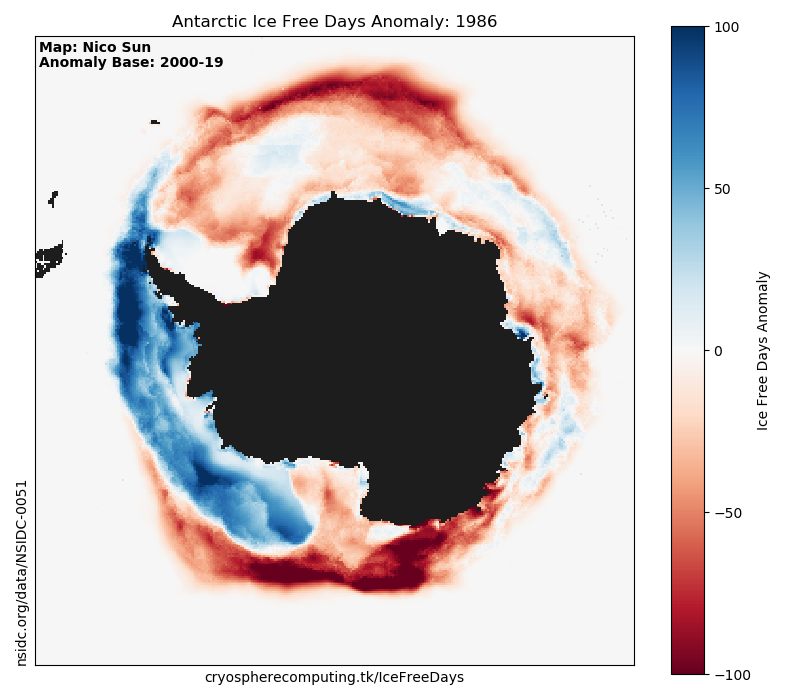 Antarctic Ice Free Days Anomaly: 1986
Map: Nico Sun
Anomaly Base: 2000-19
100
50
0
−50
−100
Ice Free Days Anomaly
nsidc.org/data/NSIDC-0051
cryospherecomputing.tk/IceFreeDays